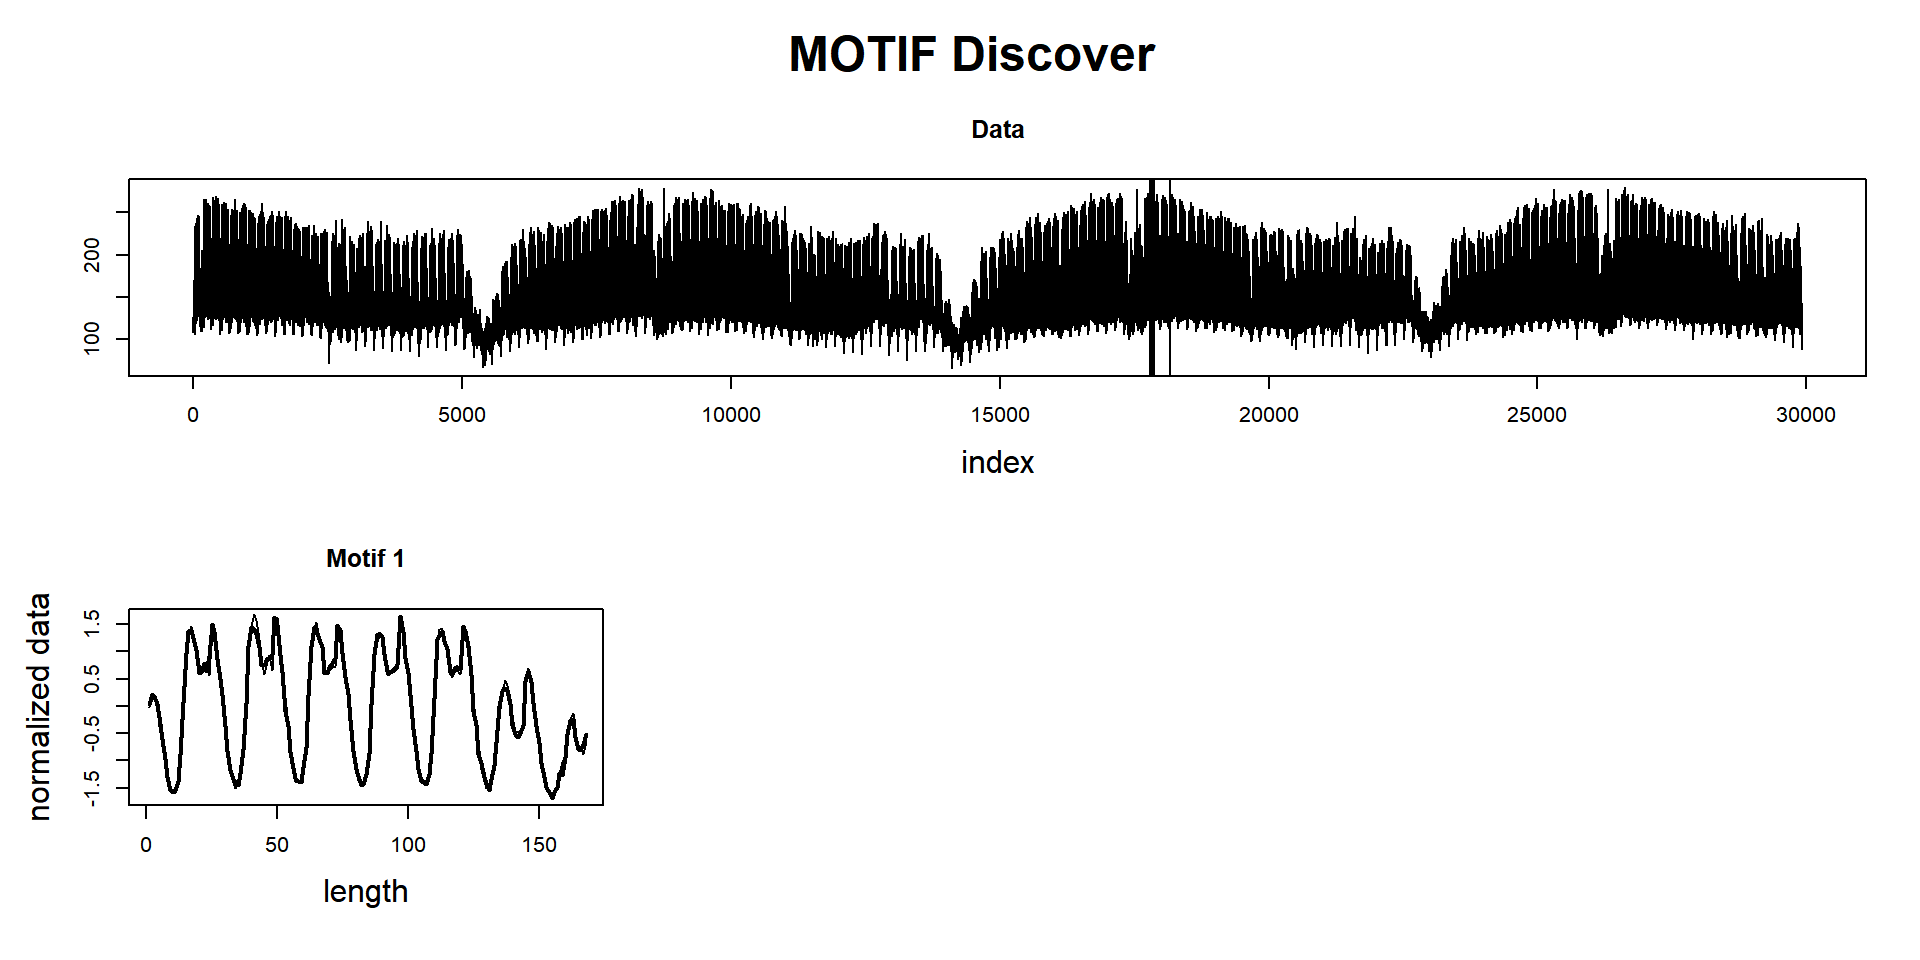 MOTIF Discover
Data
200
100
0 5000 10000 15000 20000 25000 30000
index
Motif 1
normalized data
1.5
0.5
-0.5
-1.5
0 50 100 150
length